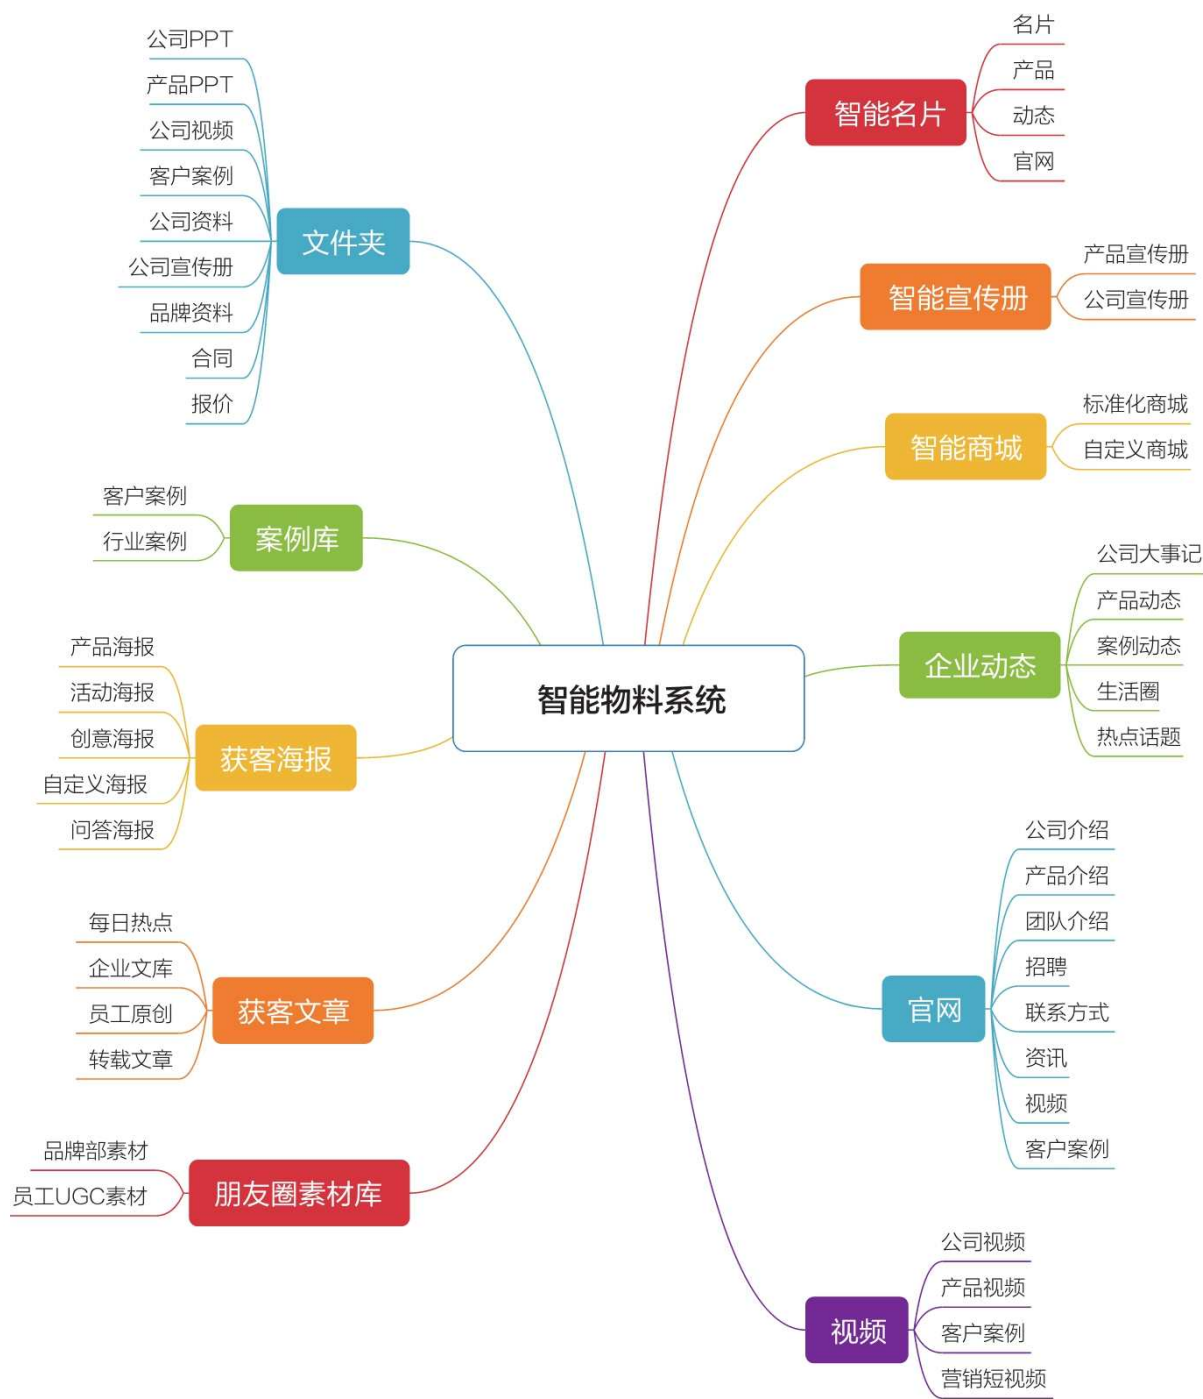 智能物料系统
智能名片
名片
产品
动态
官网
智能宣传册
产品宣传册
公司宣传册
智能商城
标准化商城
自定义商城
企业动态
公司大事记
产品动态
案例动态
生活圈
热点话题
官网
公司介绍
产品介绍
团队介绍
招聘
联系方式
资讯
视频
客户案例
视频
公司视频
产品视频
客户案例
营销短视频
文件夹
公司PPT
产品PPT
公司视频
客户案例
公司资料
公司宣传册
品牌资料
合同
报价
案例库
客户案例
行业案例
获客海报
产品海报
活动海报
创意海报
自定义海报
问答海报
获客文章
每日热点
企业文库
员工原创
转载文章
朋友圈素材库
品牌部素材
员工UGC素材